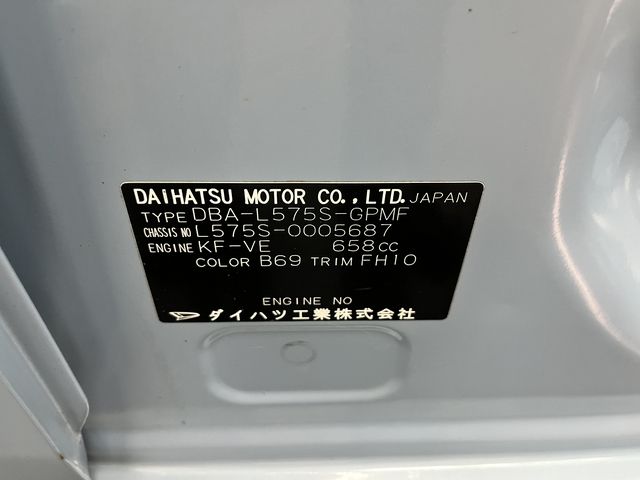 DAIHATSU MOTOR CO.,LTD. JAPAN
TYPE DBA-L575S-GPMF
CHASSIS NO L575S-0005687
ENGINE KF-VE 658CC
COLOR B69 TRIM FH10
ENGINE NO
ダイハツ工業株式会社